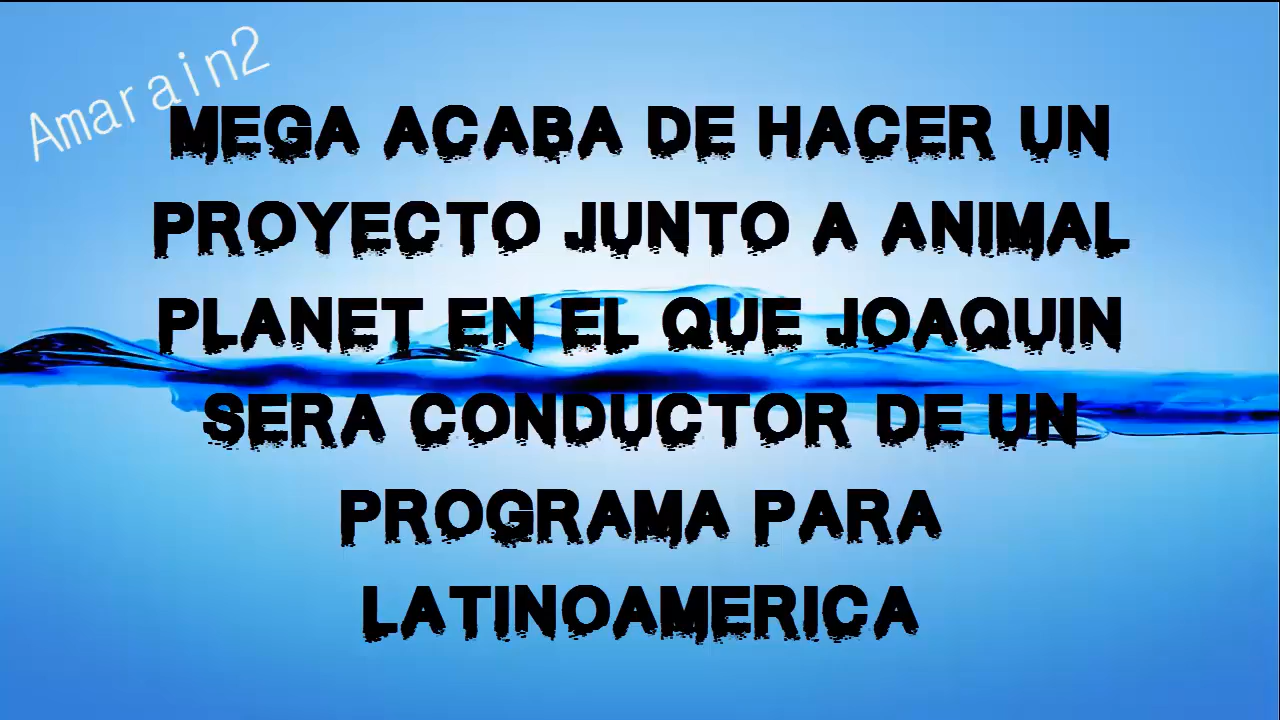 Amarain2
MEGA ACABA DE HACER UN
PROYECTO JUNTO A ANIMAL
PLANET EN EL QUE JOAQUIN
SERA CONDUCTOR DE UN
PROGRAMA PARA
LATINOAMERICA